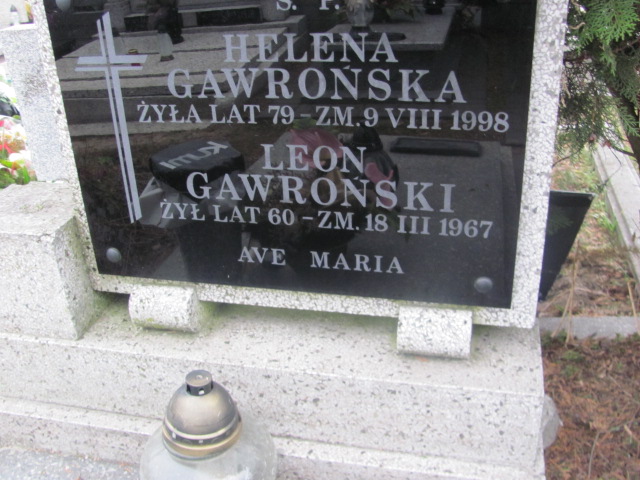 Ś. P.
HELENA
GAWROŃSKA
ŻYŁA LAT 79 - ZM. 9 VIII 1998
LEON
GAWROŃSKI
ŻYŁ LAT 60 - ZM. 18 III 1967
AVE MARIA